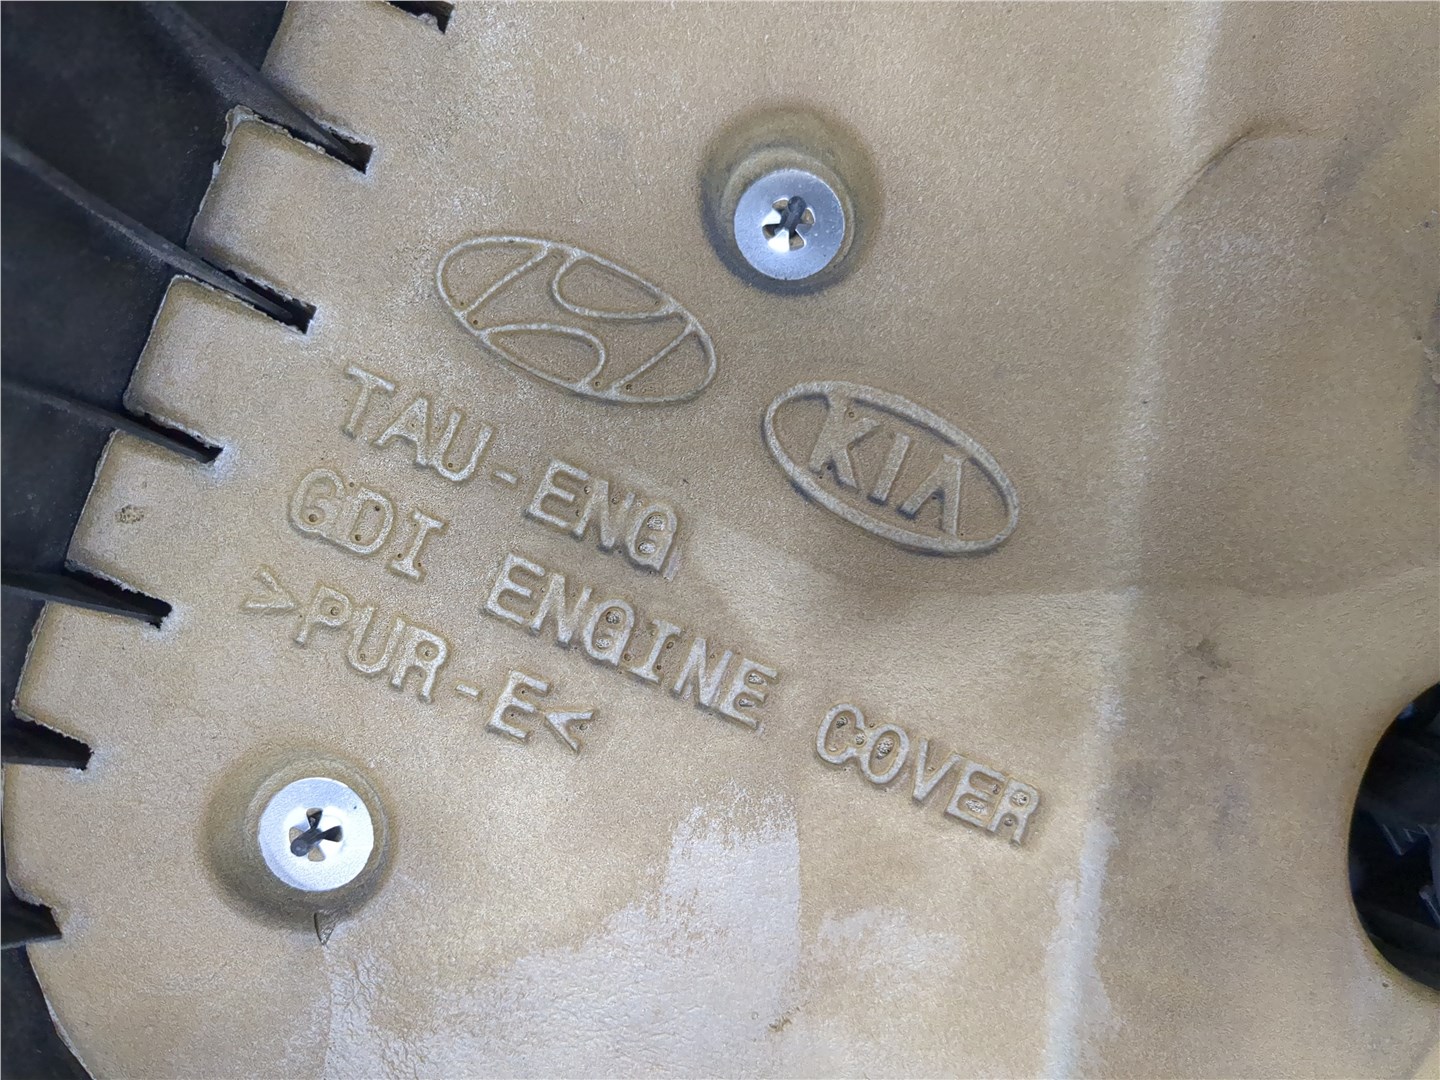 KIA
TAU-ENG
GDI ENGINE COVER
>PUR-E<